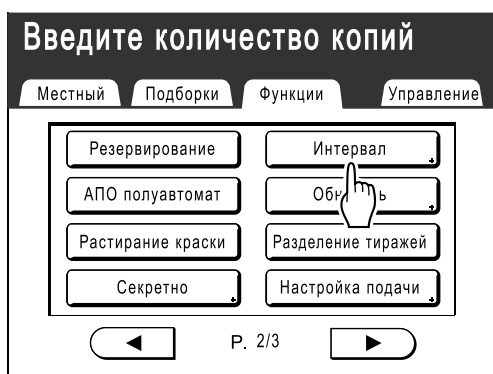 Введите количество копий
Местный Подборки Функции Управление
Резервирование Интервал
АПО полуавтомат
Растирание краски Разделение тиражей
Секретно Настройка подачи
P. 2/3